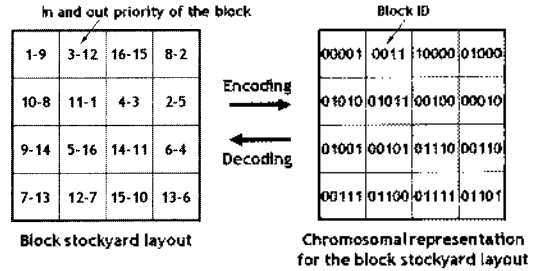 In and out priority of the block
Block ID
1-9 3-12 16-15 8-2
00001 0011 10000 01000
10-8 11-1 4-3 2-5
Encoding
01010 01011 00100 00010
9-14 5-16 14-11 6-4
Decoding
01001 00101 01110 00110
7-13 12-7 15-10 13-6
00111 01100 01111 01101
Block stockyard layout
Chromosomal representation
for the block stockyard layout